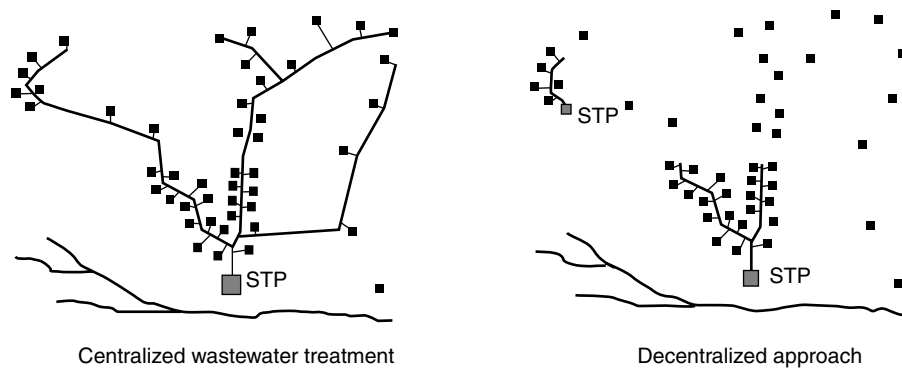 STP
STP
STP
Centralized wastewater treatment
Decentralized approach